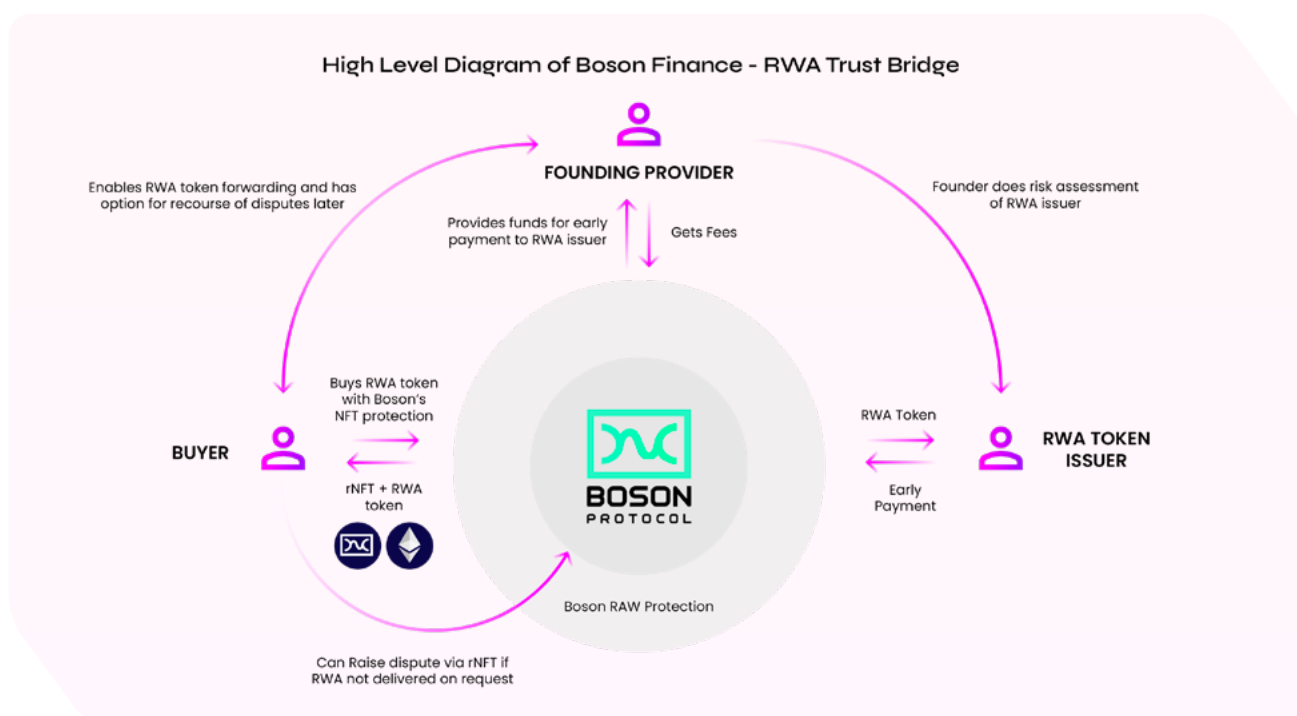 High Level Diagram of Boson Finance - RWA Trust Bridge
FOUNDING PROVIDER
Enables RWA token forwarding and has
option for recourse of disputes later
Founder does risk assessment
of RWA issuer
Provides funds for early
payment to RWA issuer
Gets Fees
Buys RWA token
with Boson's
NFT protection
BUYER
rNFT + RWA
token
BOSON
PROTOCOL
RWA Token
Early
Payment
RWA TOKEN
ISSUER
Boson RAW Protection
Can Raise dispute via rNFT if
RWA not delivered on request